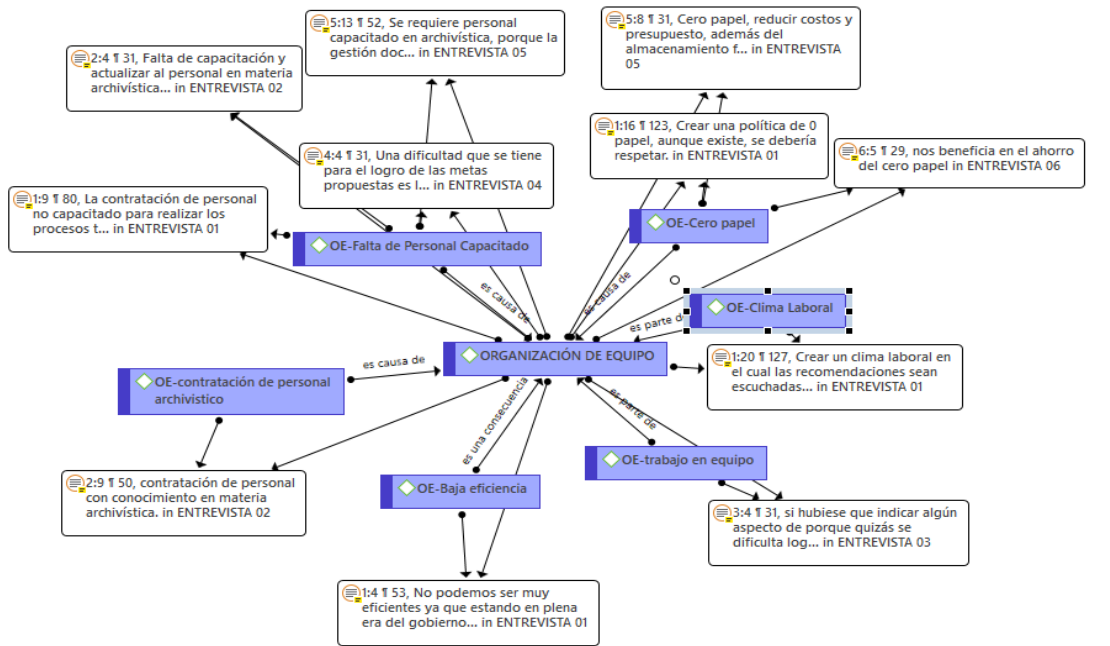 5:13 ¶ 52, Se requiere personal
capacitado en archivística, porque la
gestión doc... in ENTREVISTA 05
5:8 ¶ 31, Cero papel, reducir costos y
presupuesto, además del
almacenamiento f... in ENTREVISTA
05
2:4 ¶ 31, Falta de capacitación y
actualizar al personal en materia
archivística... in ENTREVISTA 02
1:16 ¶ 123, Crear una política de 0
papel, aunque existe, se debería
respetar. in ENTREVISTA 01
4:4 ¶ 31, Una dificultad que se tiene
para el logro de las metas
propuestas es l... in ENTREVISTA 04
6:5 ¶ 29, nos beneficia en el ahorro
del cero papel in ENTREVISTA 06
1:9 ¶ 80, La contratación de personal
no capacitado para realizar los
procesos t... in ENTREVISTA 01
OE-Falta de Personal Capacitado
OE-Cero papel
es causa de
es causa de
es parte de
OE-Clima Laboral
ORGANIZACIÓN DE EQUIPO
1:20 ¶ 127, Crear un clima laboral en
el cual las recomendaciones sean
escuchadas... in ENTREVISTA 01
es causa de
OE-contratación de personal
archivistico
es una consecuencia
es parte de
OE-trabajo en equipo
2:9 ¶ 50, contratación de personal
con conocimiento en materia
archivística. in ENTREVISTA 02
OE-Baja eficiencia
3:4 ¶ 31, si hubiese que indicar algún
aspecto de porque quizás se
dificulta log... in ENTREVISTA 03
1:4 ¶ 53, No podemos ser muy
eficientes ya que estando en plena
era del gobierno... in ENTREVISTA 01